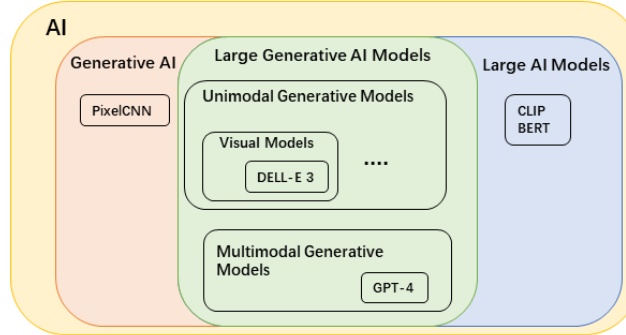 AI
Generative AI
Large Generative AI Models
Large AI Models
PixelCNN
Unimodal Generative Models
CLIP
BERT
Visual Models
....
DELL-E 3
Multimodal Generative
Models
GPT-4